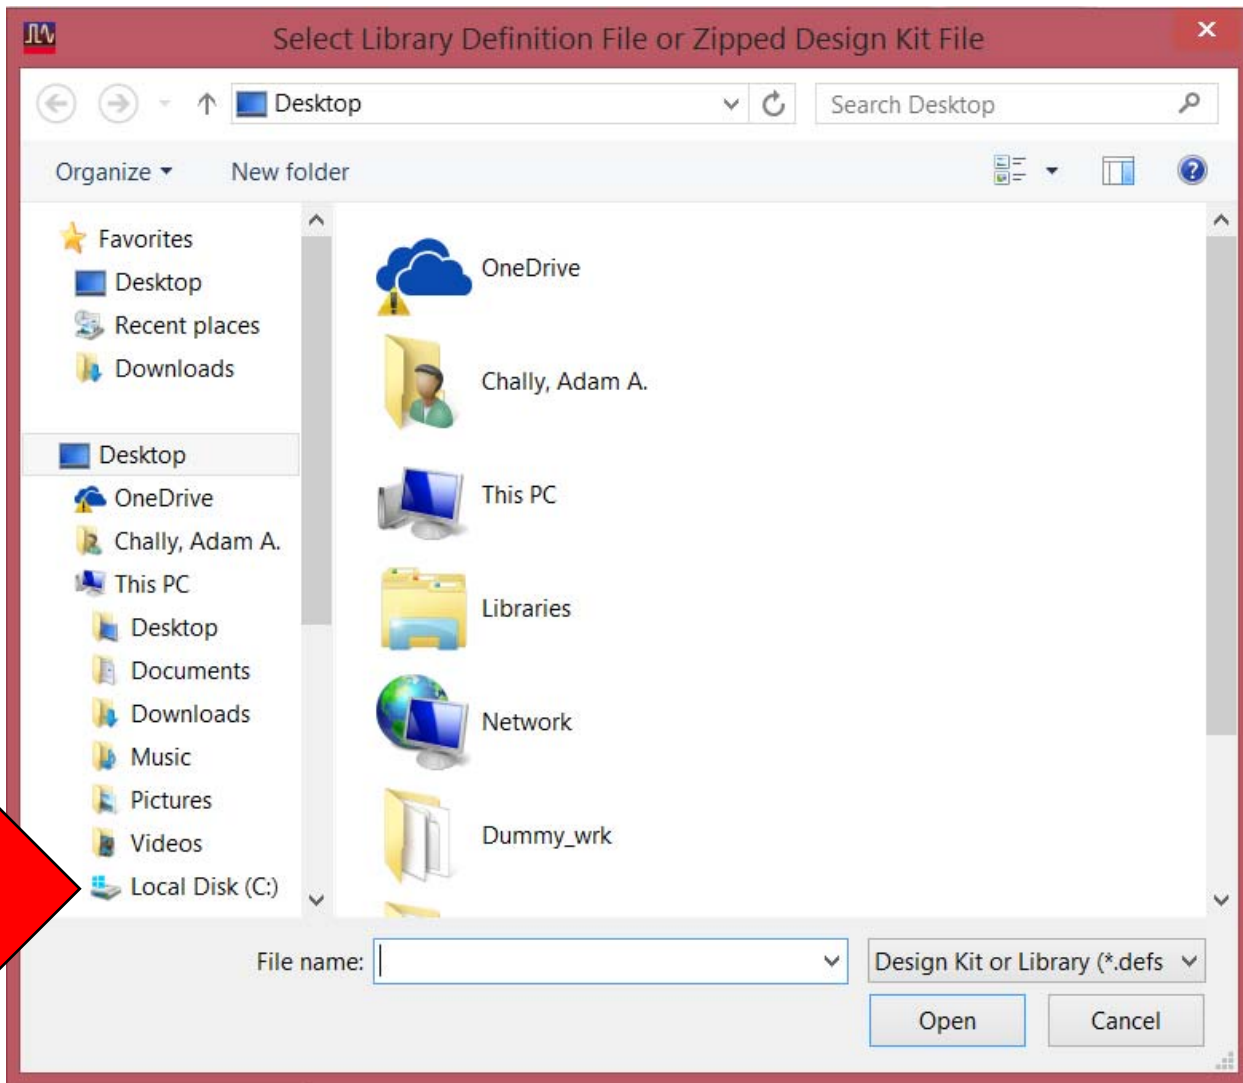 Select Library Definition File or Zipped Design Kit File
Desktop
Search Desktop
Organize
New folder
Favorites
Desktop
Recent places
Downloads
Desktop
OneDrive
Chally, Adam A.
This PC
Desktop
Documents
Downloads
Music
Pictures
Videos
Local Disk (C:)
OneDrive
Chally, Adam A.
This PC
Libraries
Network
Dummy_wrk
File name:
Design Kit or Library (*.defs
Open
Cancel